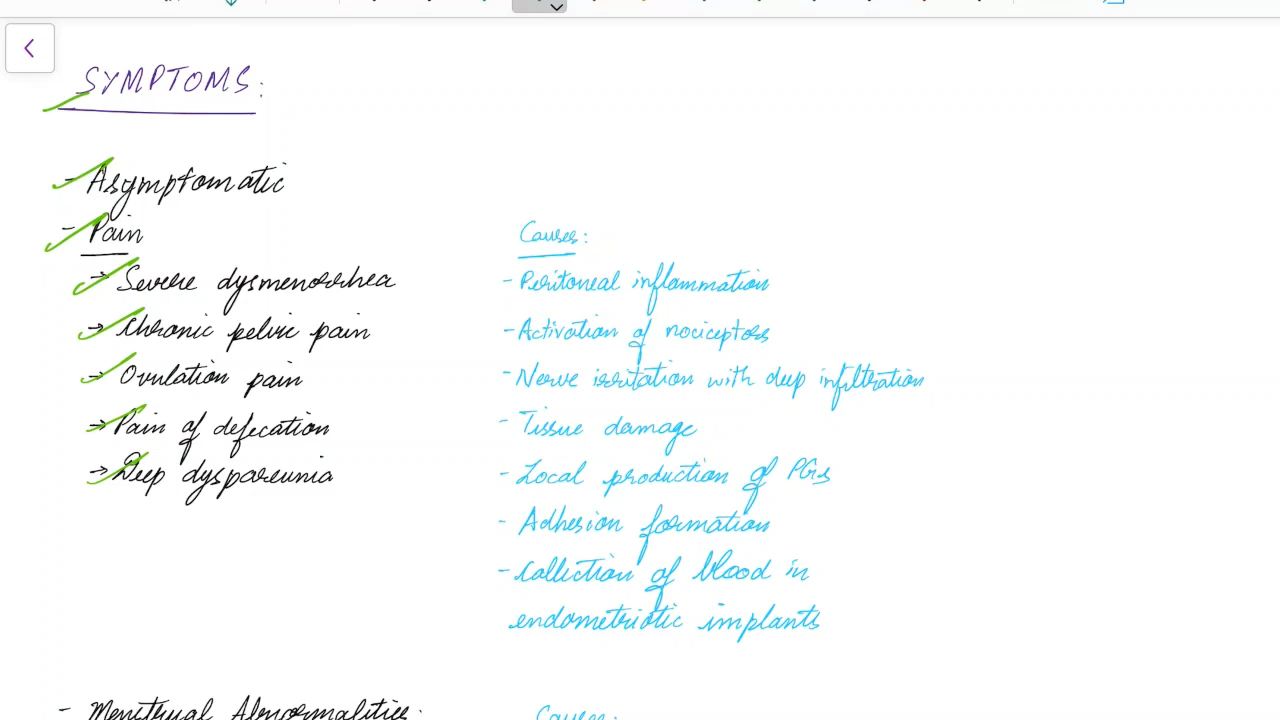 SYMPTOMS:
- Asymptomatic
- Pain
→ Severe dysmenorrhea
→ Chronic pelvic pain
→ Ovulation pain
→ Pain of defecation
→ Deep dyspareunia
Causes:
- Peritoneal inflammation
- Activation of nociceptors
- Nerve irritation with deep infiltration
- Tissue damage
- Local production of PGs
- Adhesion formation
- Collection of blood in
endometriotic implants
- Menstrual Abnormalities:
Causes: